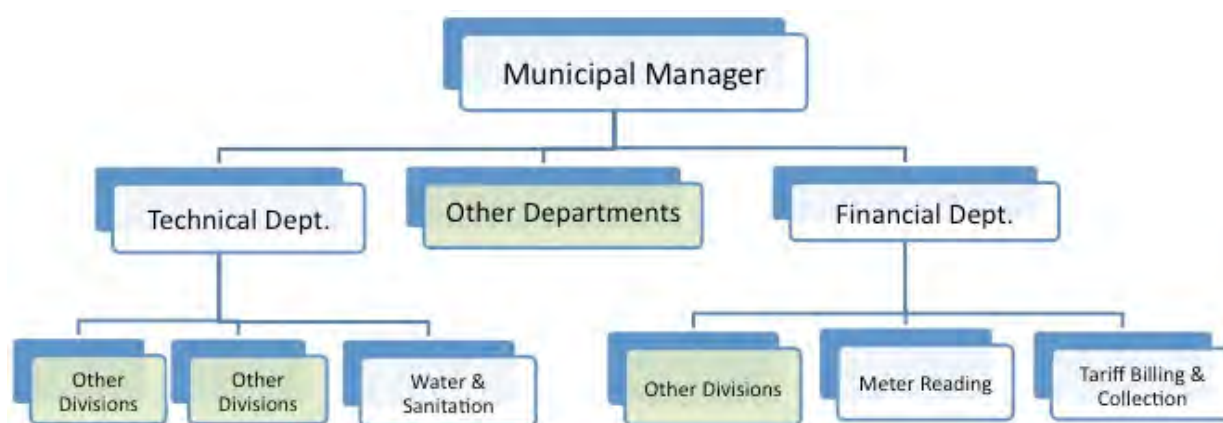 Municipal Manager
Technical Dept.
Other Departments
Financial Dept.
Other
Divisions
Other
Divisions
Water &
Sanitation
Other Divisions
Meter Reading
Tariff Billing &
Collection